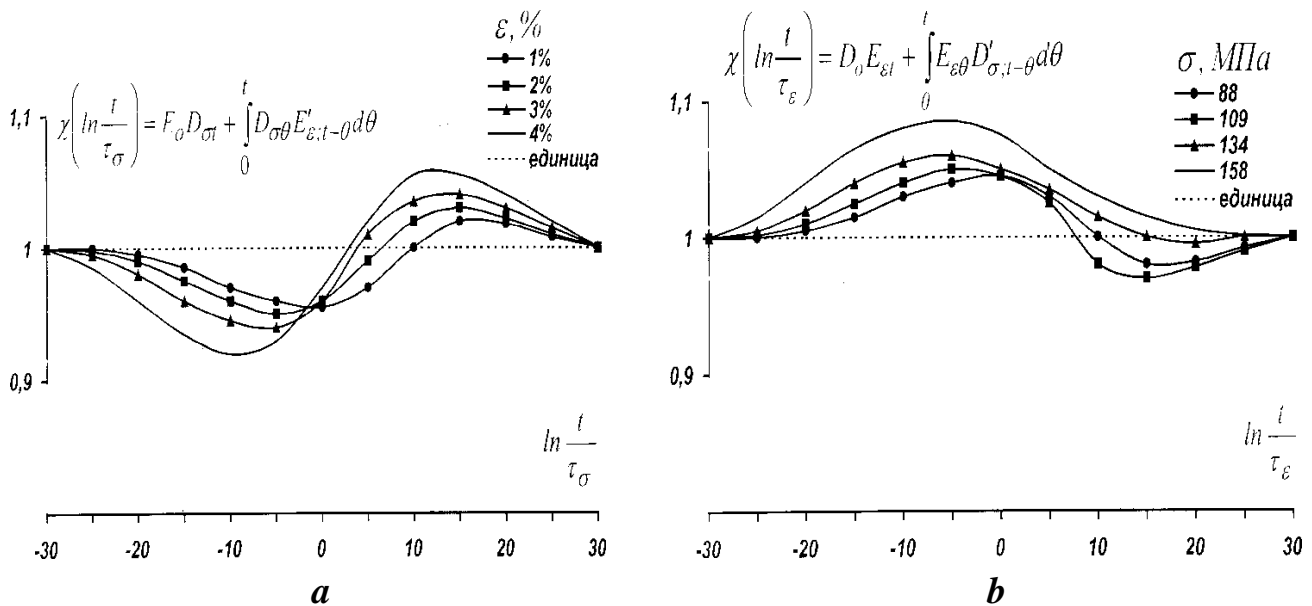 ε, %
1%
2%
3%
4%
единица
χ(ln t/τσ) = E₀Dσt + ∫₀ᵗ DσθE′ε;t−θdθ
1,1
1
0,9
ln t/τσ
-30 -20 -10 0 10 20 30
a
χ(ln t/τε) = D₀Eεt + ∫₀ᵗ EεθD′σ;t−θdθ
σ, МПа
88
109
134
158
единица
1,1
1
0,9
ln t/τε
-30 -20 -10 0 10 20 30
b